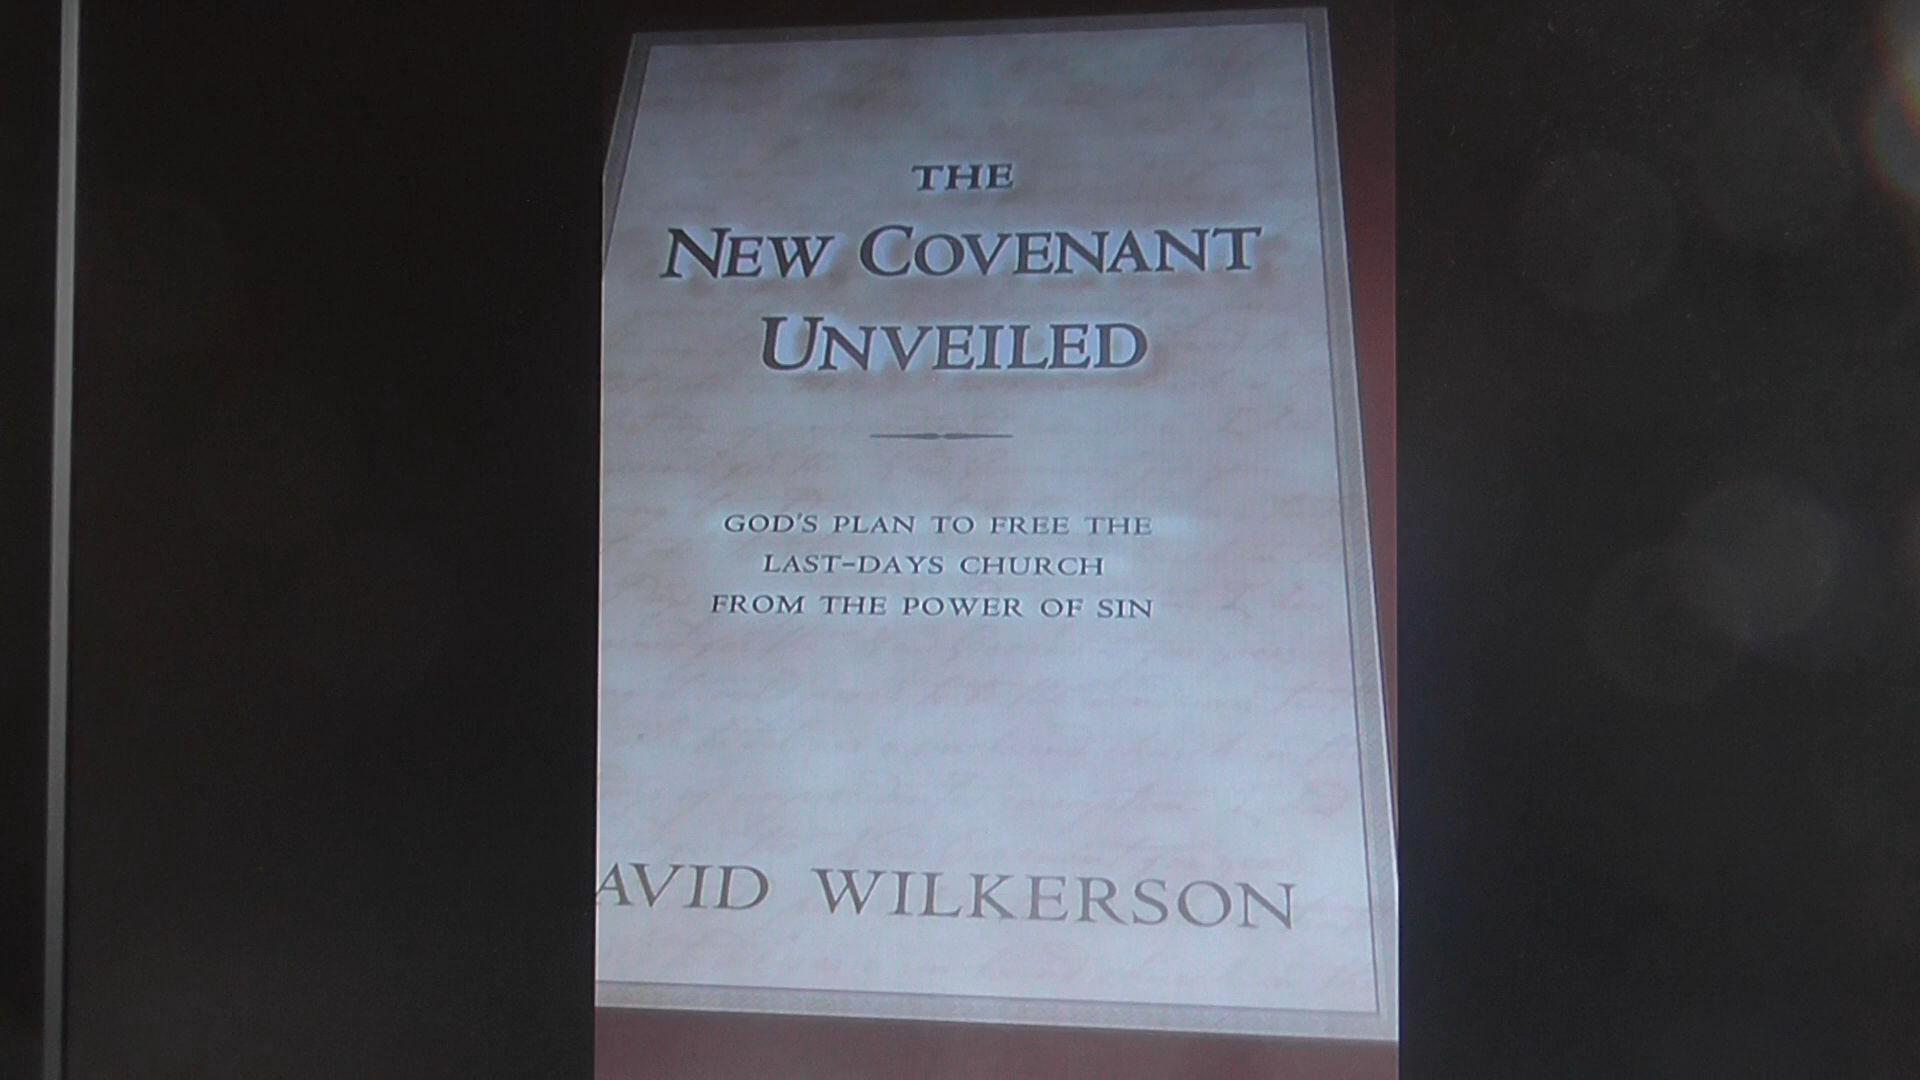 THE
NEW COVENANT
UNVEILED
GOD'S PLAN TO FREE THE
LAST-DAYS CHURCH
FROM THE POWER OF SIN
AVID WILKERSON